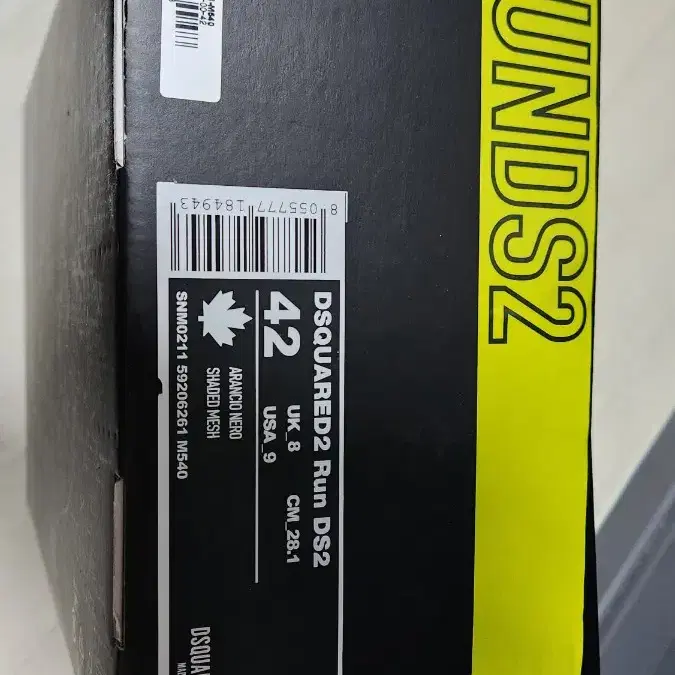 UNDS2
8 055777 184943
DSQUARED2 Run DS2
42
UK_8
CM_28.1
USA_9
ARANCIO NERO
SHADED MESH
SNM0211 59206261 M540
DSQUA